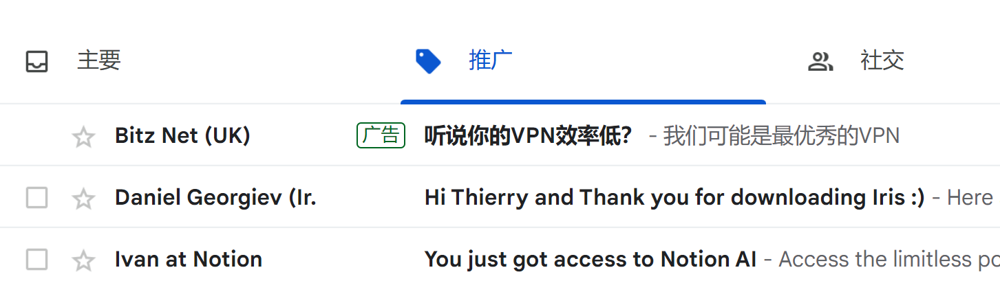 主要 推广 社交
Bitz Net (UK) 广告 听说你的VPN效率低？ - 我们可能是最优秀的VPN
Daniel Georgiev (Ir. Hi Thierry and Thank you for downloading Iris :) - Here
Ivan at Notion You just got access to Notion AI - Access the limitless